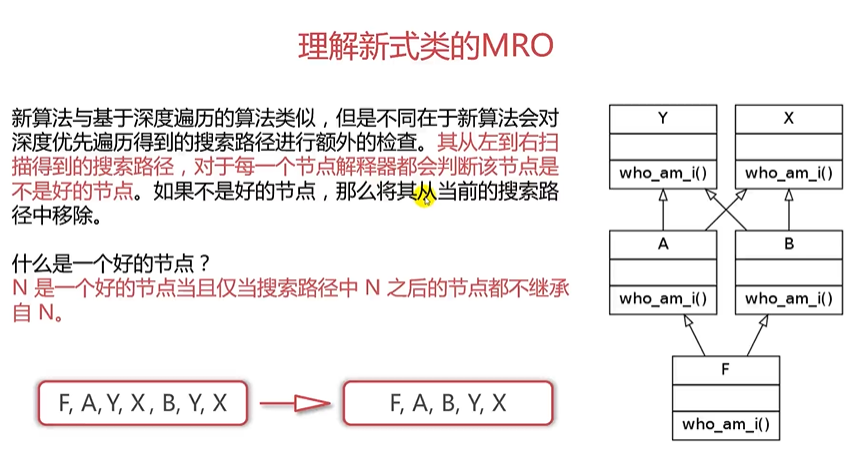 理解新式类的MRO
新算法与基于深度遍历的算法类似，但是不同在于新算法会对
深度优先遍历得到的搜索路径进行额外的检查。其从左到右扫
描得到的搜索路径，对于每一个节点解释器都会判断该节点是
不是好的节点。如果不是好的节点，那么将其从当前的搜索路
径中移除。
什么是一个好的节点？
N 是一个好的节点当且仅当搜索路径中 N 之后的节点都不继承
自 N。
F, A,Y, X , B, Y, X
F, A, B, Y, X
Y
who_am_i()
X
who_am_i()
A
who_am_i()
B
who_am_i()
F
who_am_i()